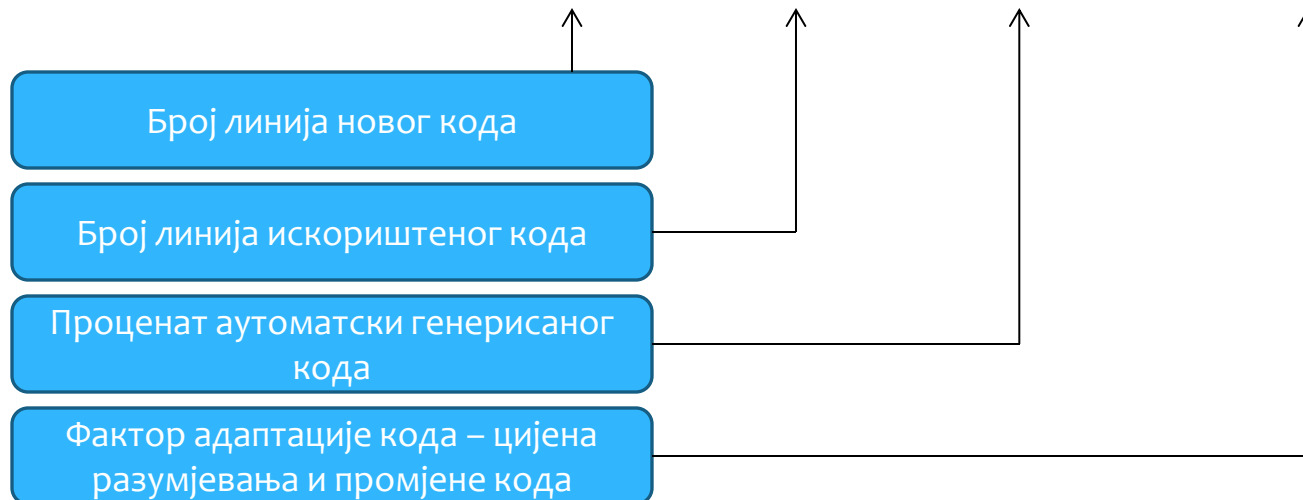 Број линија новог кода
Број линија искориштеног кода
Проценат аутоматски генерисаног
кода
Фактор адаптације кода – цијена
разумјевања и промјене кода